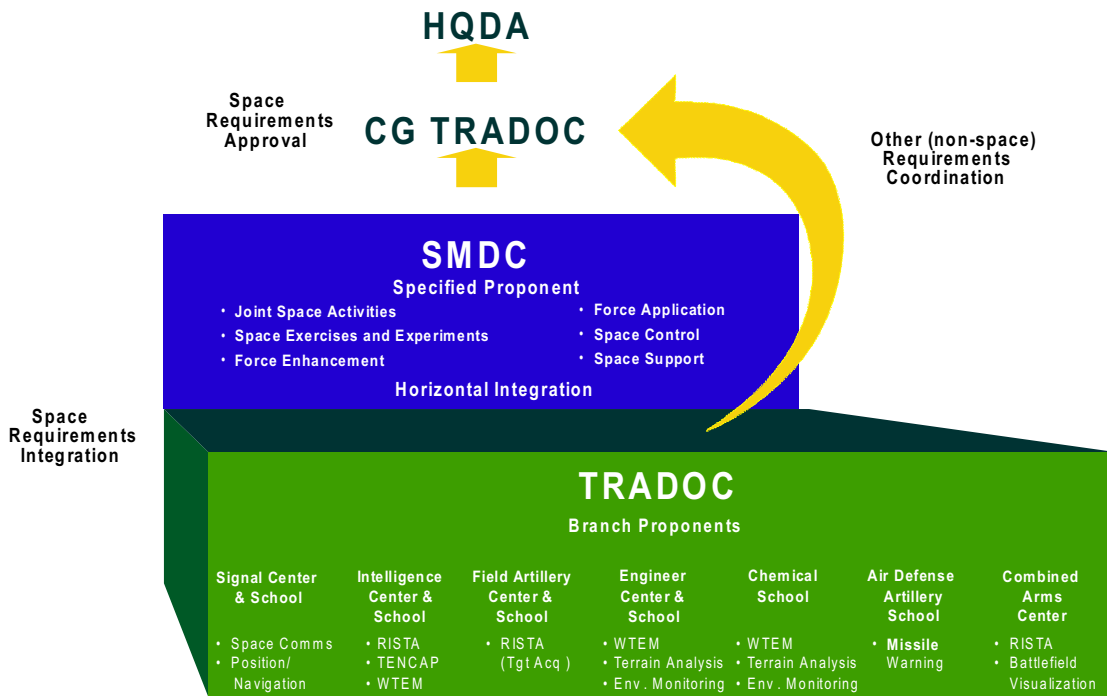 HQDA
Space
Requirements
Approval
CG TRADOC
Other (non-space)
Requirements
Coordination
SMDC
Specified Proponent
• Joint Space Activities
• Space Exercises and Experiments
• Force Enhancement
• Force Application
• Space Control
• Space Support
Horizontal Integration
Space
Requirements
Integration
TRADOC
Branch Proponents
Signal Center
& School
• Space Comms
• Position/
Navigation
Intelligence
Center &
School
• RISTA
• TENCAP
• WTEM
Field Artillery
Center &
School
• RISTA
(Tgt Acq )
Engineer
Center &
School
• WTEM
• Terrain Analysis
• Env . Monitoring
Chemical
School
• WTEM
• Terrain Analysis
• Env . Monitoring
Air Defense
Artillery
School
• Missile
Warning
Combined
Arms
Center
• RISTA
• Battlefield
Visualization